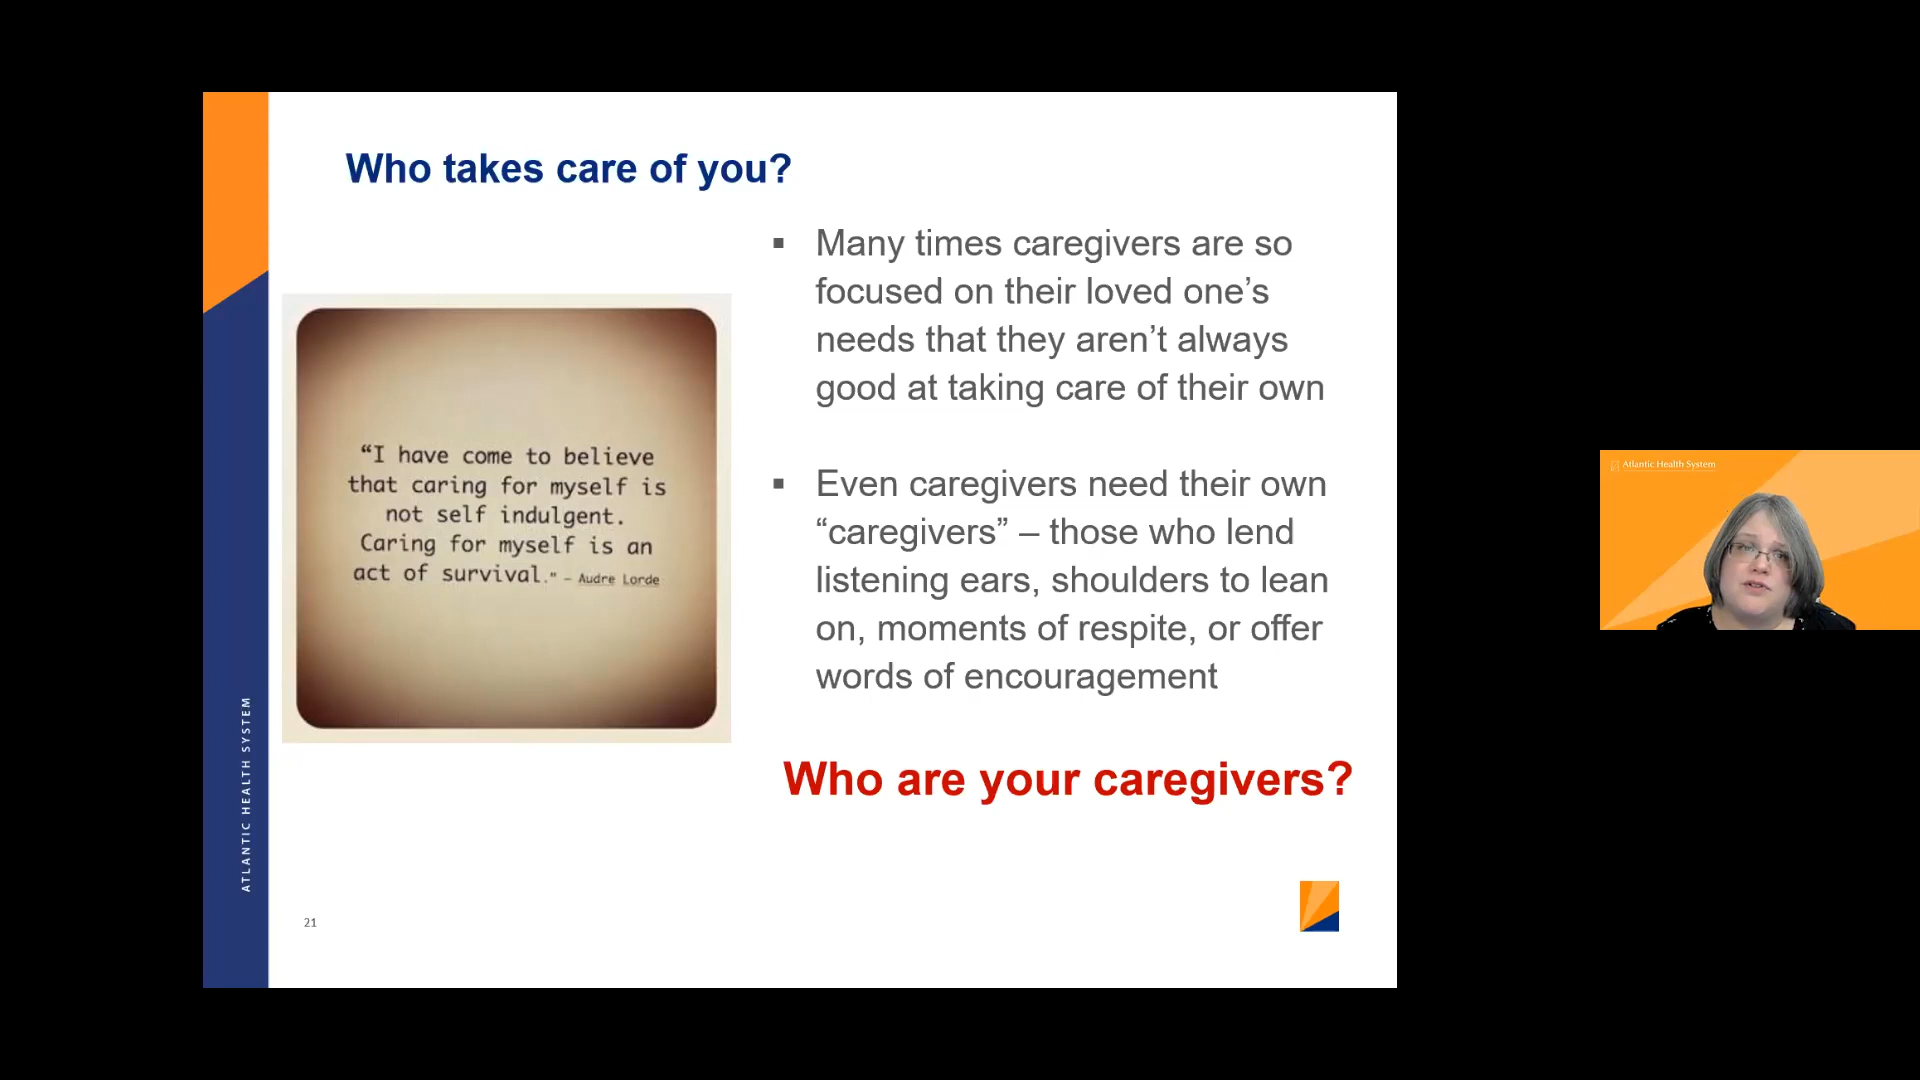 Who takes care of you?
“I have come to believe
that caring for myself is
not self indulgent.
Caring for myself is an
act of survival.” – Audre Lorde
▪ Many times caregivers are so
focused on their loved one’s
needs that they aren’t always
good at taking care of their own
▪ Even caregivers need their own
“caregivers” – those who lend
listening ears, shoulders to lean
on, moments of respite, or offer
words of encouragement
Who are your caregivers?
ATLANTIC HEALTH SYSTEM
21
Atlantic Health System